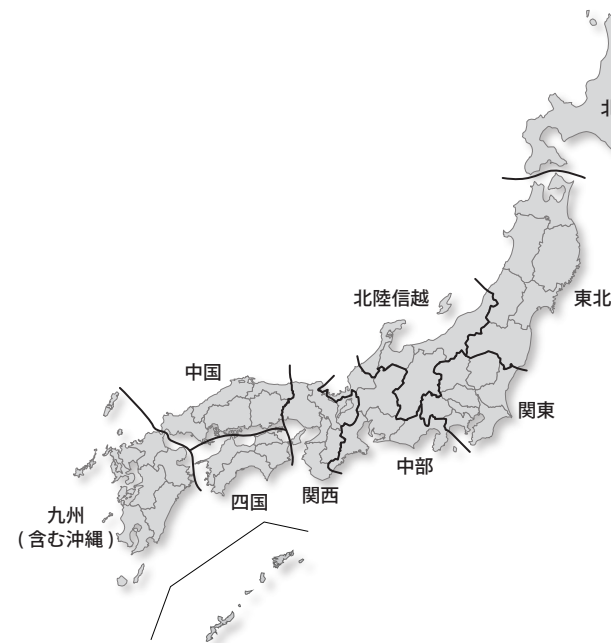 北
東北
北陸信越
中国
関東
中部
関西
四国
九州
(含む沖縄)